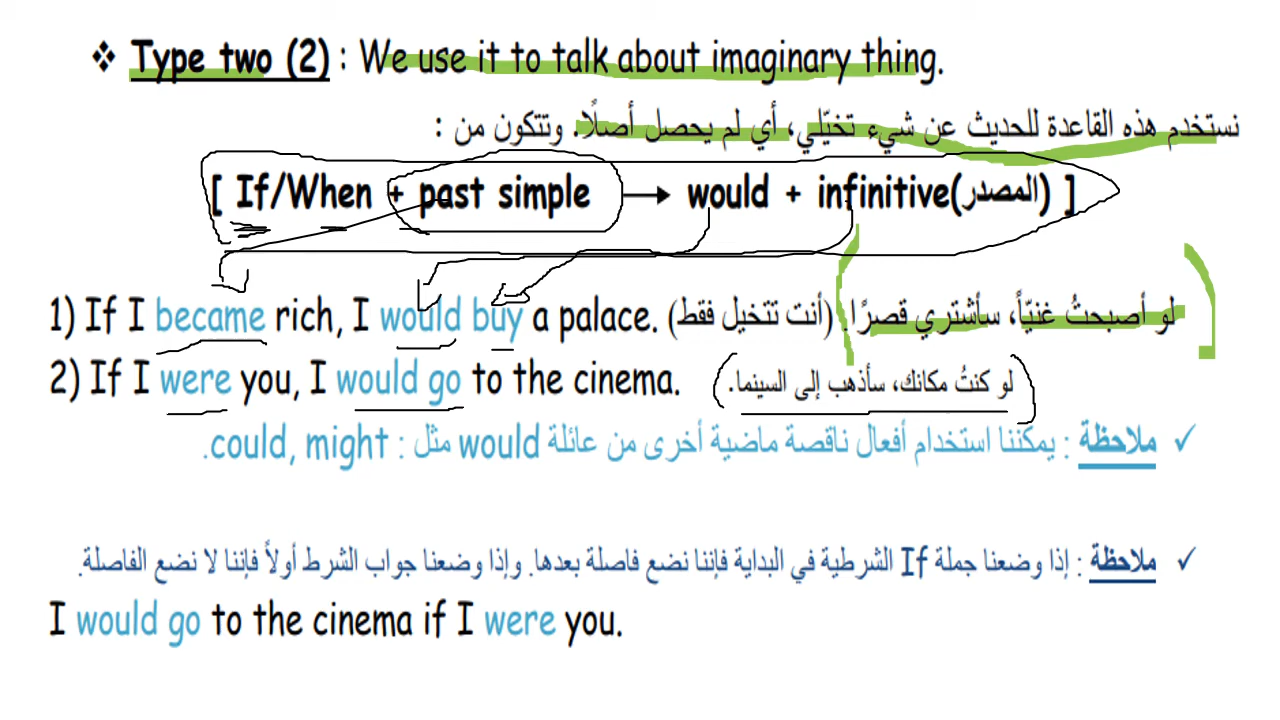 ❖ Type two (2) : We use it to talk about imaginary thing.
نستخدم هذه القاعدة للحديث عن شيء تخيّلي، أي لم يحصل أصلًا. وتتكون من :
[ If/When + past simple → would + infinitive(المصدر) ]
1) If I became rich, I would buy a palace. (أنت تتخيل فقط) لو أصبحتُ غنيّاً، سأشتري قصرًا.
2) If I were you, I would go to the cinema. لو كنتُ مكانك، سأذهب إلى السينما.
✓ ملاحظة : يمكننا استخدام أفعال ناقصة ماضية أخرى من عائلة would مثل : could, might.
✓ ملاحظة : إذا وضعنا جملة If الشرطية في البداية فإننا نضع فاصلة بعدها. وإذا وضعنا جواب الشرط أولاً فإننا لا نضع الفاصلة.
I would go to the cinema if I were you.